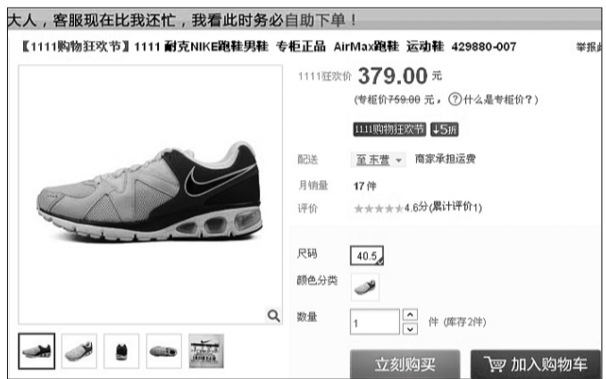 大人，客服现在比我还忙，我看此时务必自助下单！
【1111购物狂欢节】1111 耐克NIKE跑鞋男鞋 专柜正品 AirMax跑鞋 运动鞋 429880-007
举报此
1111狂欢价 379.00 元
(专柜价759.00 元，?什么是专柜价？)
11.11购物狂欢节 ↓5折
配送 至 东营 商家承担运费
月销量 17 件
评价 ★★★★★ 4.6分(累计评价1)
尺码 40.5
颜色分类
数量 1 件 (库存2件)
立刻购买 加入购物车